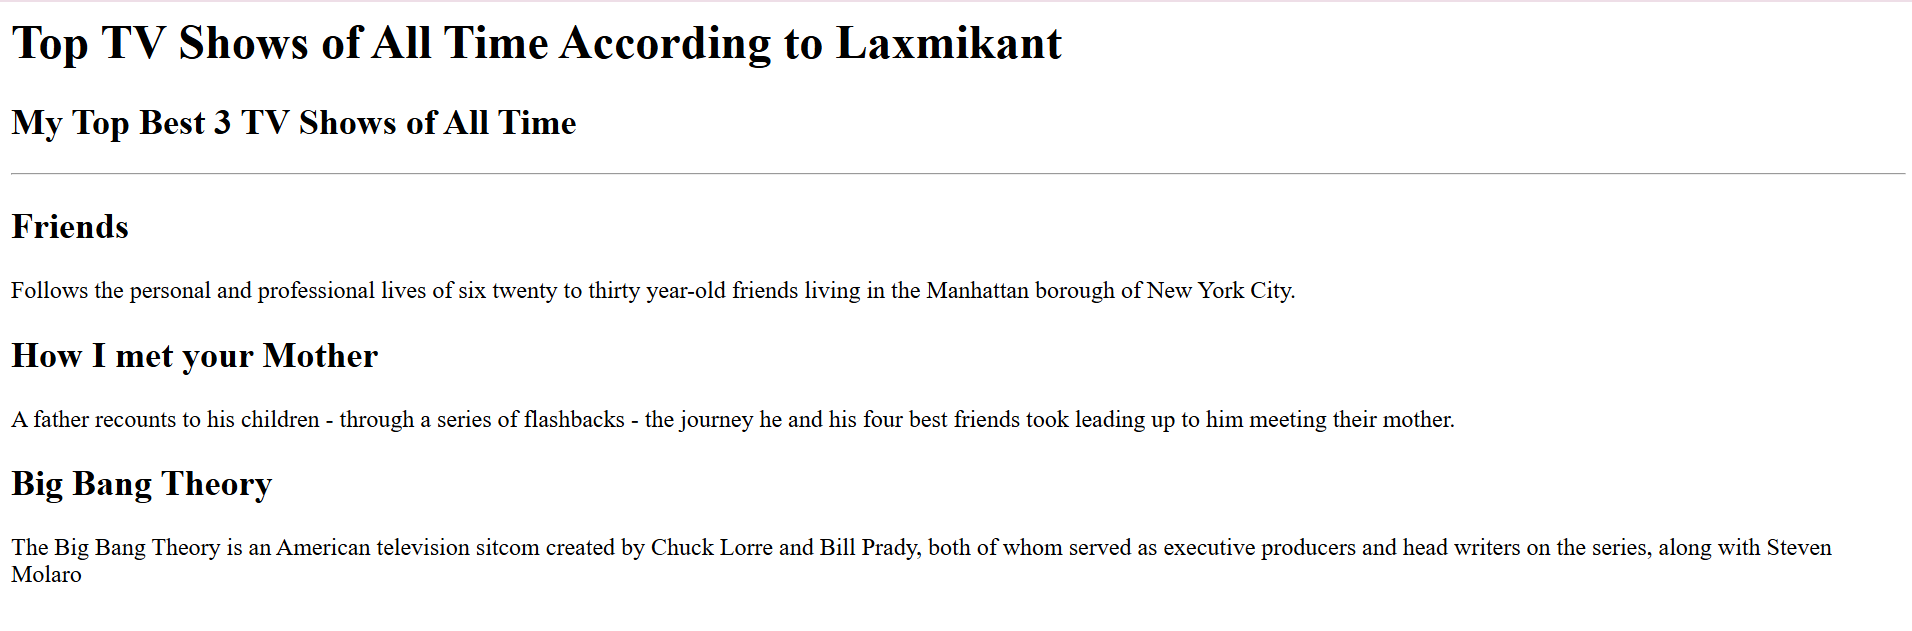 Top TV Shows of All Time According to Laxmikant
My Top Best 3 TV Shows of All Time
Friends
Follows the personal and professional lives of six twenty to thirty year-old friends living in the Manhattan borough of New York City.
How I met your Mother
A father recounts to his children - through a series of flashbacks - the journey he and his four best friends took leading up to him meeting their mother.
Big Bang Theory
The Big Bang Theory is an American television sitcom created by Chuck Lorre and Bill Prady, both of whom served as executive producers and head writers on the series, along with Steven
Molaro